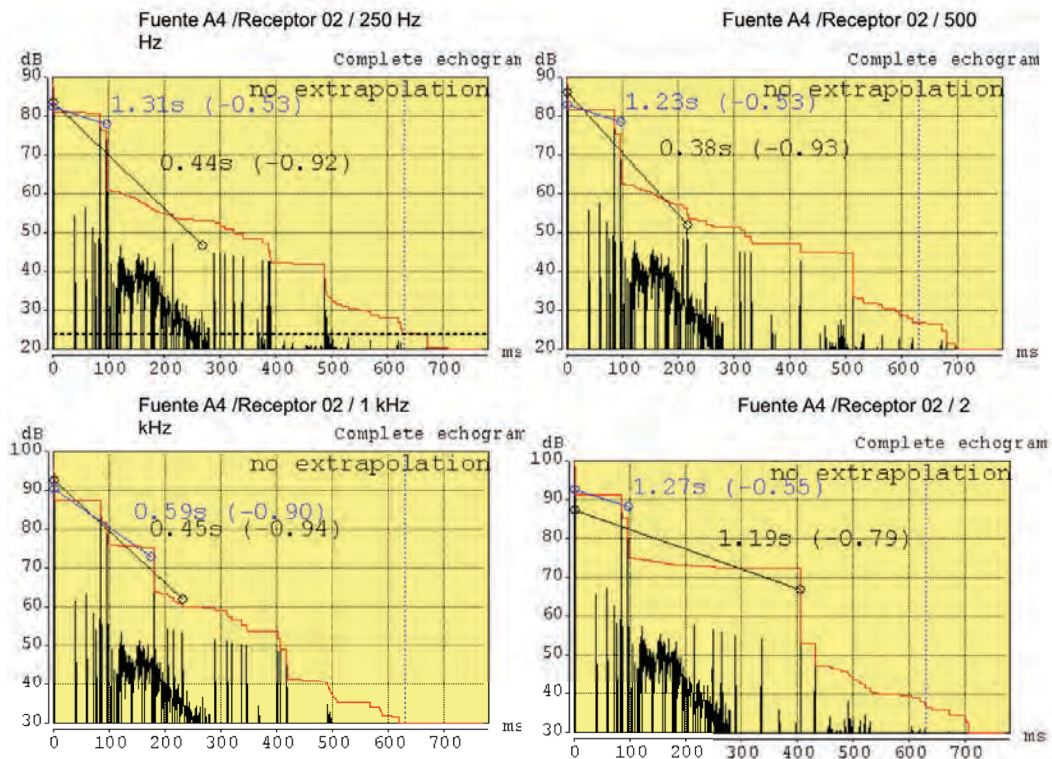 Fuente A4 /Receptor 02 / 250 Hz
Hz
dB
Complete echogram
90
no extrapolation
1.31s (-0.53)
80
70
0.44s (-0.92)
60
50
40
30
20
ms
0 100 200 300 400 500 600 700
Fuente A4 /Receptor 02 / 500
dB
Complete echogram
90
no extrapolation
1.23s (-0.53)
80
70
0.38s (-0.93)
60
50
40
30
20
ms
0 100 200 300 400 500 600 700
Fuente A4 /Receptor 02 / 1 kHz
kHz
dB
Complete echogram
100
no extrapolation
90
0.59s (-0.90)
0.45s (-0.94)
80
70
60
50
40
30
ms
0 100 200 300 400 500 600 700
Fuente A4 /Receptor 02 / 2
dB
Complete echogram
100
no extrapolation
90
1.27s (-0.55)
80
1.19s (-0.79)
70
60
50
40
30
ms
0 100 200 300 400 500 600 700